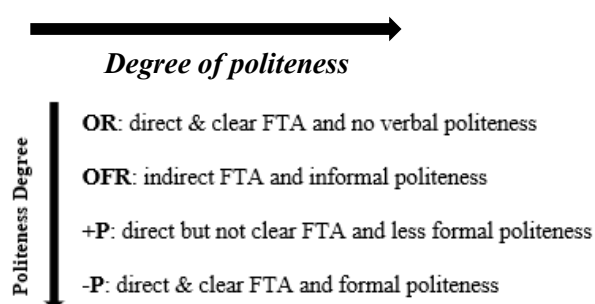 Degree of politeness
Politeness Degree
OR: direct & clear FTA and no verbal politeness
OFR: indirect FTA and informal politeness
+P: direct but not clear FTA and less formal politeness
-P: direct & clear FTA and formal politeness